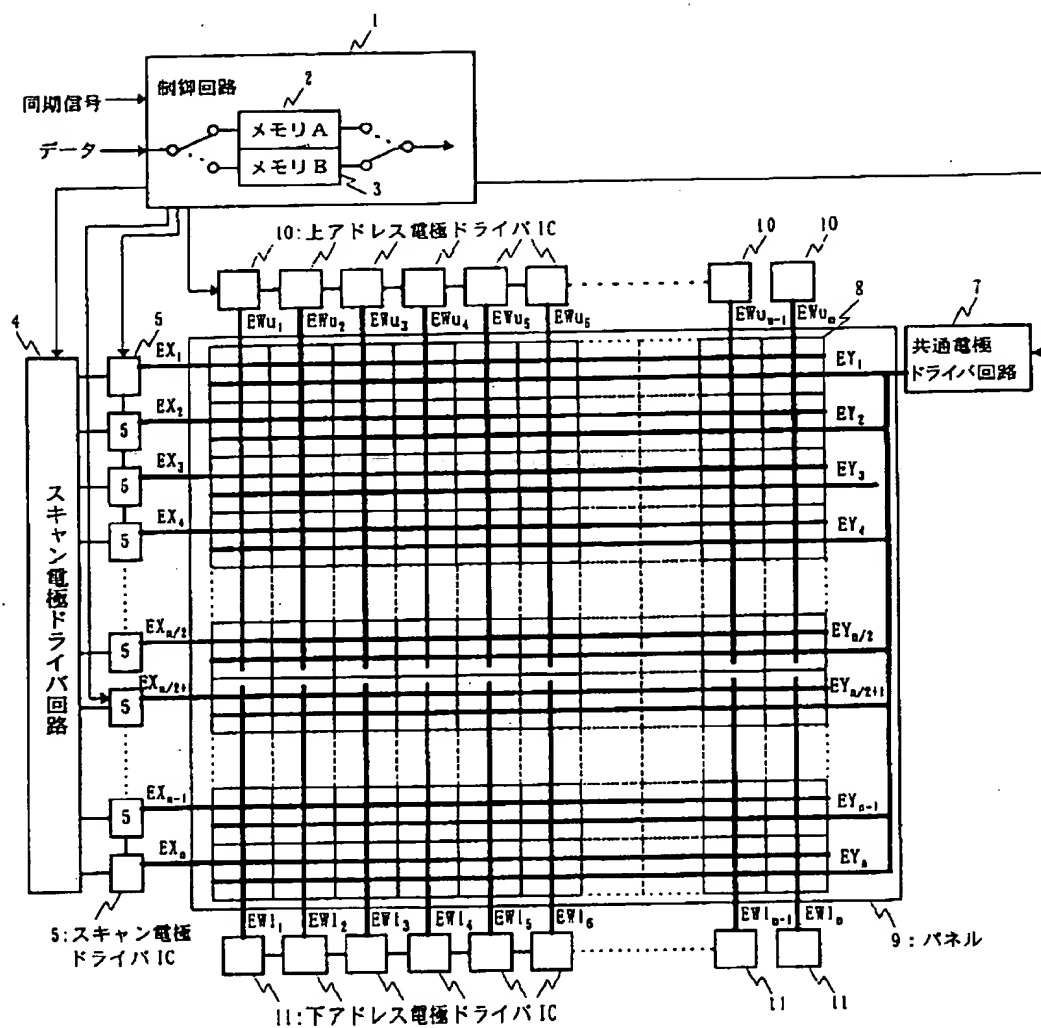 1
制御回路
2
同期信号
メモリA
データ
メモリB
3
10:上アドレス電極ドライバIC
10
10
8
7
4
5
EWu₁ EWu₂ EWu₃ EWu₄ EWu₅ EWu₆ EWuₘ₋₁ EWuₘ
共通電極
ドライバ回路
EX₁ EY₁
5 EX₂ EY₂
5 EX₃ EY₃
5 EX₄ EY₄
スキャン電極ドライバ回路
5 EXₙ/₂ EYₙ/₂
5 EXₙ/₂₊ EYₙ/₂₊₁
5 EXₙ₋₁ EYₙ₋₁
EXₙ EYₙ
EWl₁ EWl₂ EWl₃ EWl₄ EWl₅ EWl₆ EWlₘ₋₁ EWlₘ
5:スキャン電極
ドライバIC
9:パネル
11:下アドレス電極ドライバIC
11
11